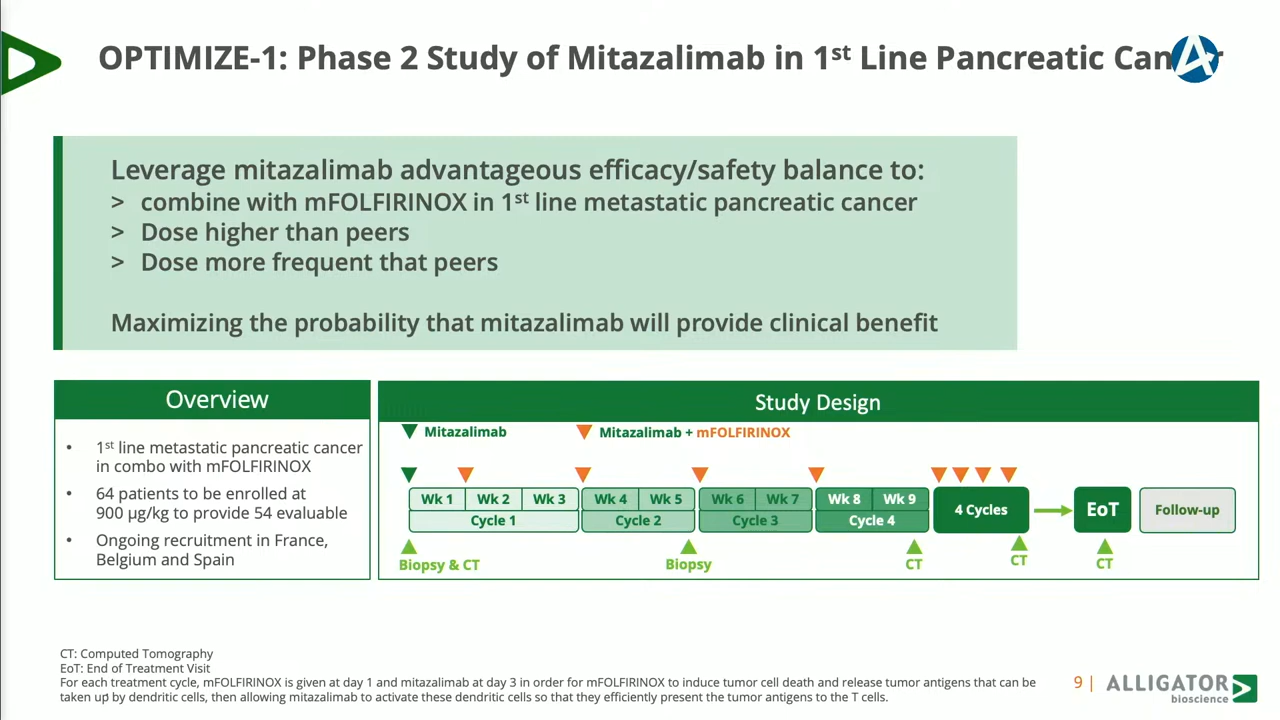 OPTIMIZE-1: Phase 2 Study of Mitazalimab in 1st Line Pancreatic Can r
Leverage mitazalimab advantageous efficacy/safety balance to:
> combine with mFOLFIRINOX in 1st line metastatic pancreatic cancer
> Dose higher than peers
> Dose more frequent that peers
Maximizing the probability that mitazalimab will provide clinical benefit
Overview
• 1st line metastatic pancreatic cancer
in combo with mFOLFIRINOX
• 64 patients to be enrolled at
900 µg/kg to provide 54 evaluable
• Ongoing recruitment in France,
Belgium and Spain
Study Design
Mitazalimab
Mitazalimab + mFOLFIRINOX
Wk 1 Wk 2 Wk 3 Wk 4 Wk 5 Wk 6 Wk 7 Wk 8 Wk 9
Cycle 1 Cycle 2 Cycle 3 Cycle 4
4 Cycles
EoT
Follow-up
Biopsy & CT
Biopsy
CT
CT
CT
CT: Computed Tomography
EoT: End of Treatment Visit
For each treatment cycle, mFOLFIRINOX is given at day 1 and mitazalimab at day 3 in order for mFOLFIRINOX to induce tumor cell death and release tumor antigens that can be
taken up by dendritic cells, then allowing mitazalimab to activate these dendritic cells so that they efficiently present the tumor antigens to the T cells.
9 |
ALLIGATOR
bioscience